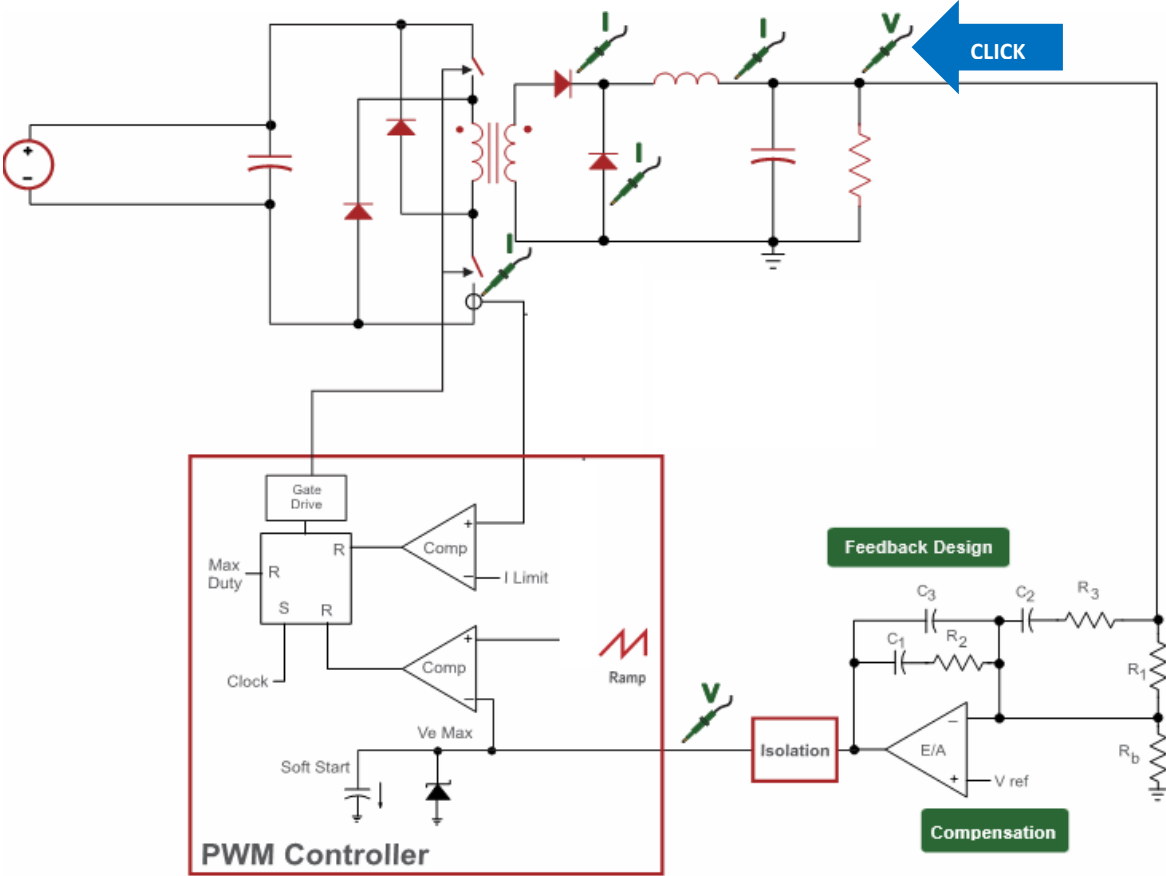 I
I
V
CLICK
+
−
I
I
Gate
Drive
Max
Duty
R
R
S
R
Clock
+
Comp
−
I Limit
+
Comp
−
Ramp
Ve Max
Soft Start
V
PWM Controller
Isolation
Feedback Design
C3
C2
R3
C1
R2
R1
−
E/A
+
V ref
Rb
Compensation